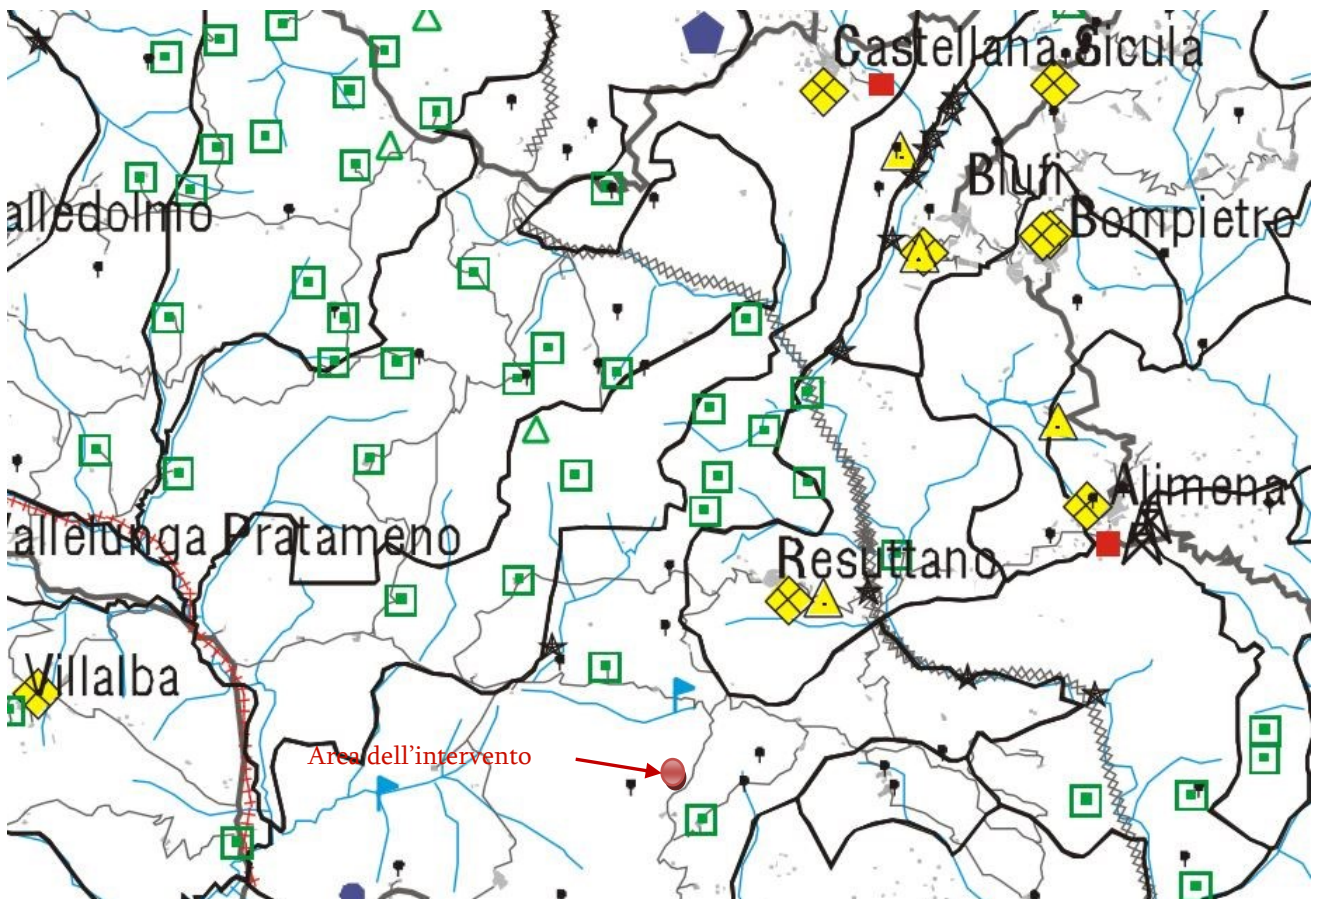 Castellana Sicula
Blufi
alledolmo
Bompietro
Alimena
allelunga Pratameno
Resuttano
Villalba
Area dell'intervento